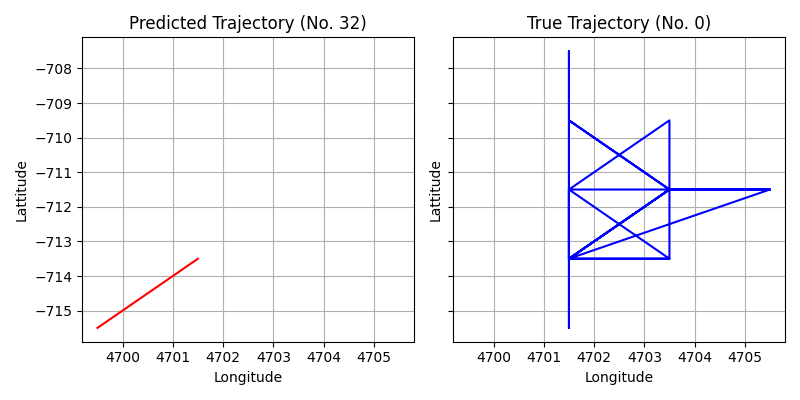 Predicted Trajectory (No. 32)
True Trajectory (No. 0)
Lattitude
−708
−709
−710
−711
−712
−713
−714
−715
4700 4701 4702 4703 4704 4705
Longitude
Lattitude
4700 4701 4702 4703 4704 4705
Longitude